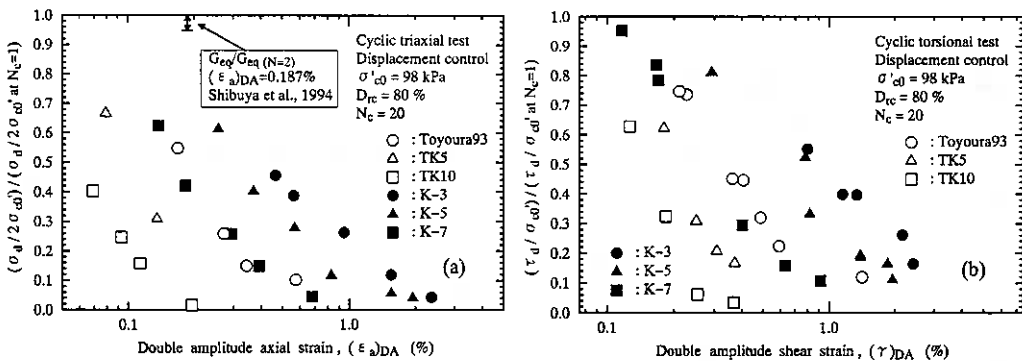 (σd/2σc0')/(σd/2σc0' at Nc=1)
1.0
0.9
0.8
0.7
0.6
0.5
0.4
0.3
0.2
0.1
0.0
Geq/Geq (N=2)
(εa)DA=0.187%
Shibuya et al., 1994
Cyclic triaxial test
Displacement control
σ'c0 = 98 kPa
Drc = 80 %
Nc = 20
: Toyoura93
: TK5
: TK10
: K-3
: K-5
: K-7
(a)
0.1
1.0
Double amplitude axial strain, (εa)DA (%)
(τd/σc0')/(τd/σc0' at Nc=1)
1.0
0.9
0.8
0.7
0.6
0.5
0.4
0.3
0.2
0.1
0.0
Cyclic torsional test
Displacement control
σ'c0 = 98 kPa
Drc = 80 %
Nc = 20
: Toyoura93
: TK5
: TK10
: K-3
: K-5
: K-7
(b)
0.1
1.0
Double amplitude shear strain, (γ)DA (%)